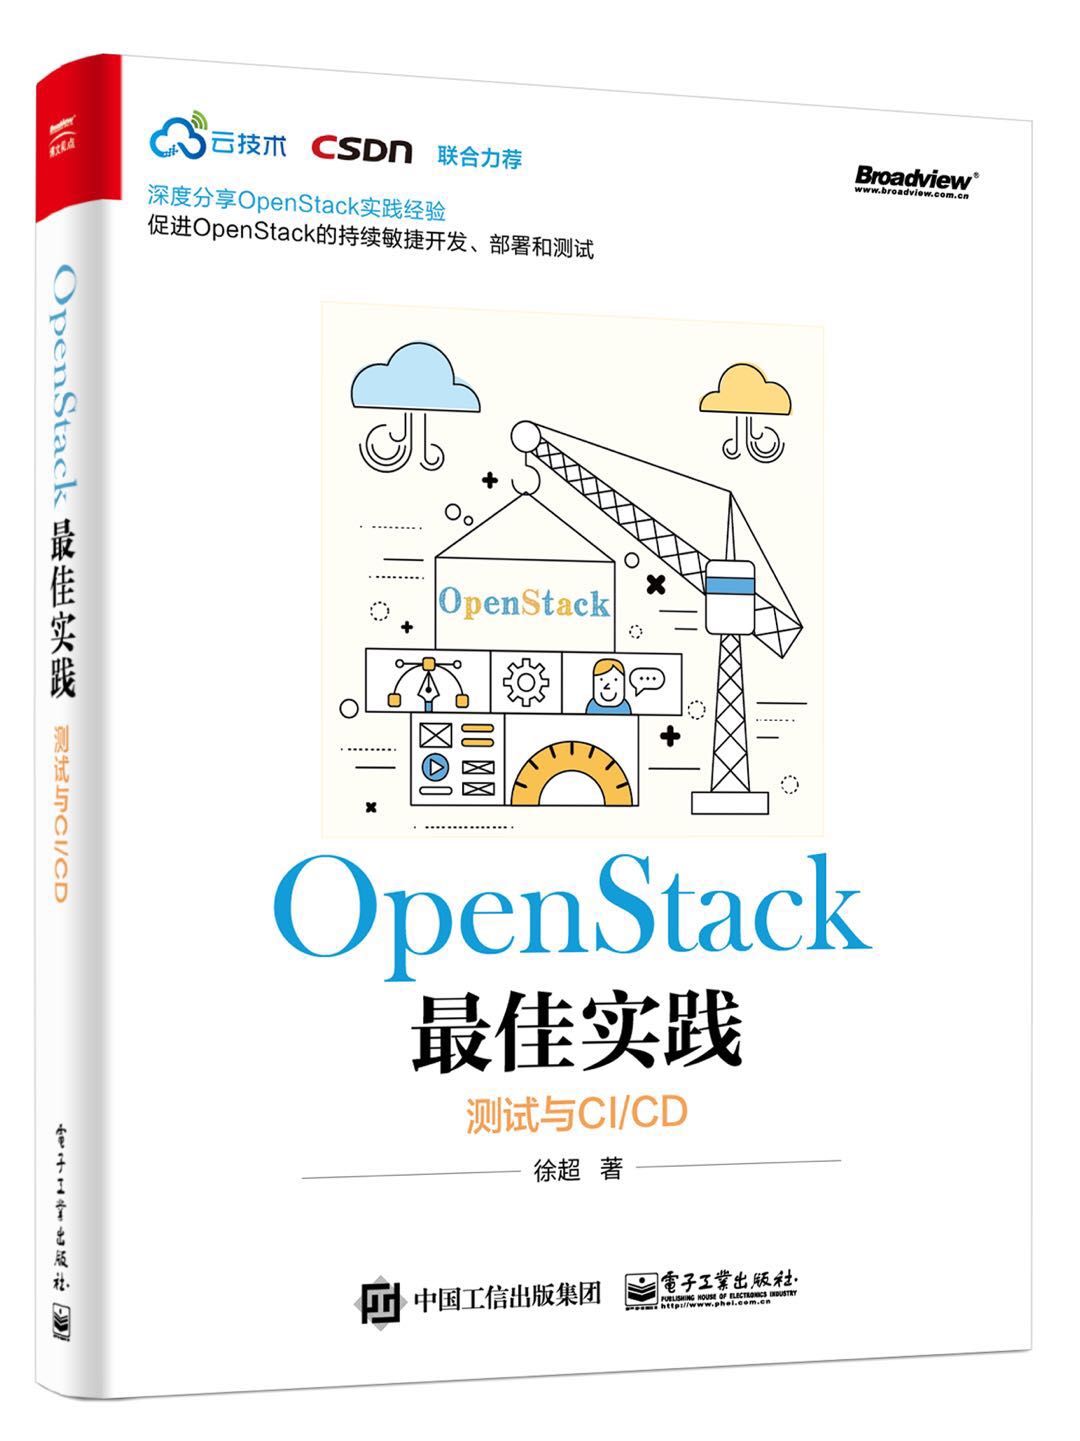 云技术 CSDN 联合力荐
Broadview®
www.broadview.com.cn
深度分享OpenStack实践经验
促进OpenStack的持续敏捷开发、部署和测试
OpenStack
OpenStack
最佳实践
测试与CI/CD
徐超 著
中国工信出版集团
電子工業出版社·
PUBLISHING HOUSE OF ELECTRONICS INDUSTRY
http://www.phei.com.cn
Broadview
博文视点
OpenStack 最佳实践 测试与CI/CD
電子工業出版社·